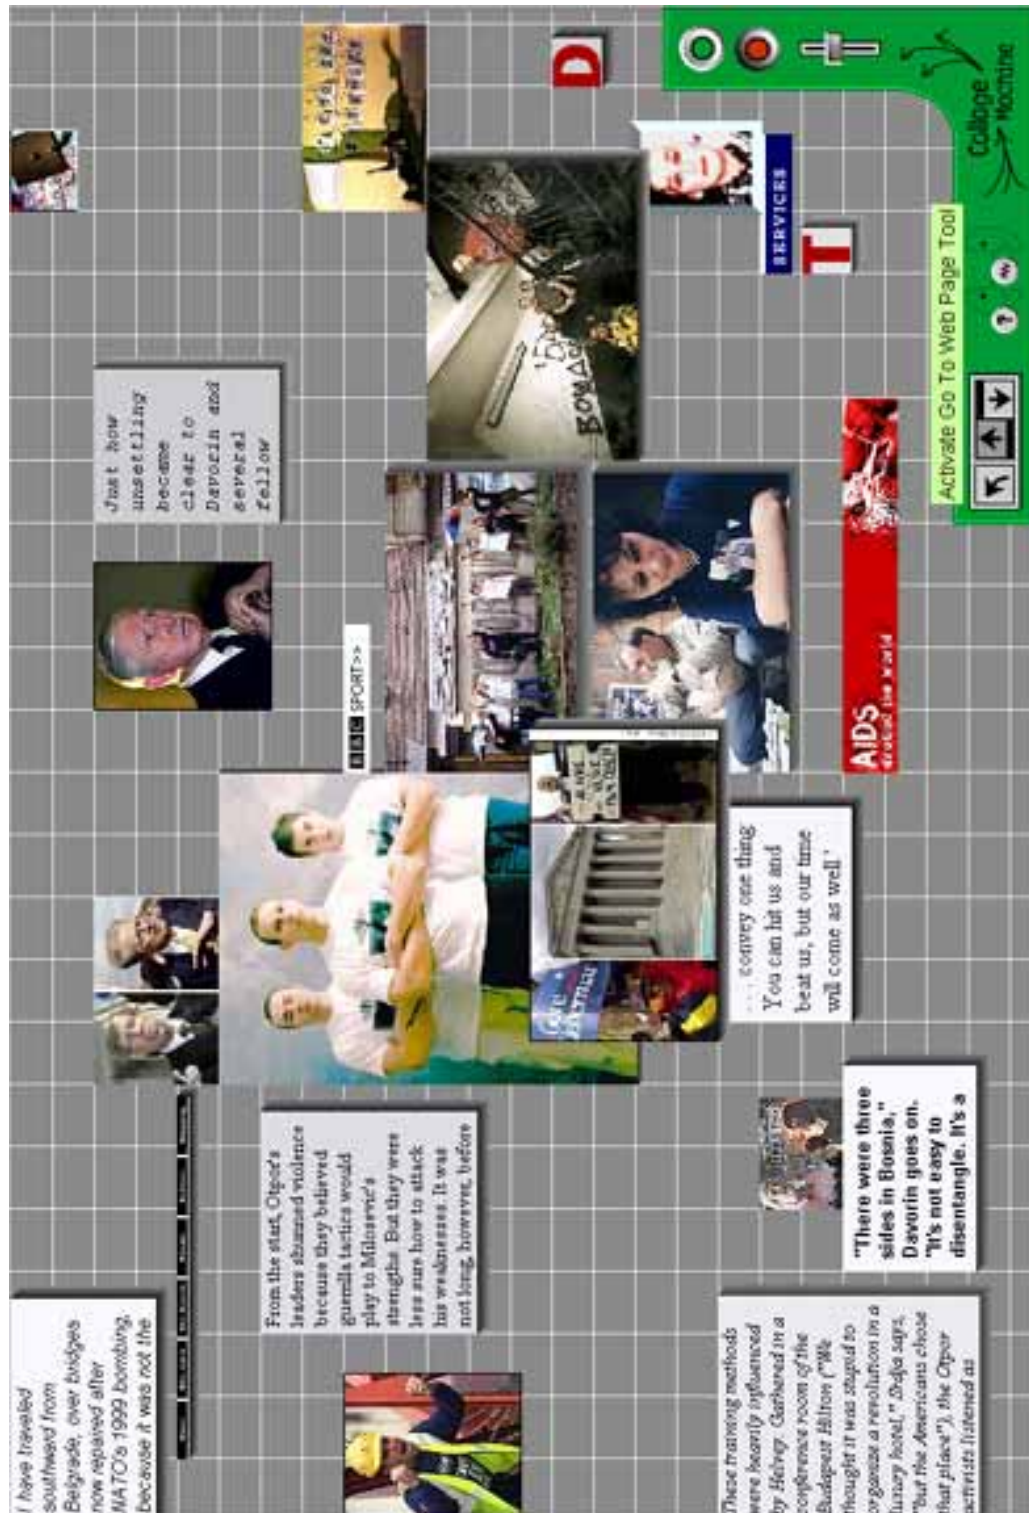 I have traveled
southward from
Belgrade, over bridges
now repaired after
NATO's 1999 bombing,
because it was not the
Just how
unsettling
became
clear to
Davorin and
several
fellow
From the start, Otpor's
leaders shunned violence
because they believed
guerrilla tactics would
play to Milosevic's
strengths. But they were
less sure how to attack
his weaknesses. It was
not long, however, before
BBC SPORT>>
D
SERVICES
T
. . . convey one thing
You can hit us and
beat us, but our time
will come as well '
These training methods
were heavily influenced
by Helvey. Gathered in a
conference room of the
Budapest Hilton ("We
thought it was stupid to
organize a revolution in a
luxury hotel," Srdja says,
"but the Americans chose
that place"), the Otpor
activists listened as
"There were three
sides in Bosnia,"
Davorin goes on.
"It's not easy to
disentangle. It's a
AIDS
around the world
Activate Go To Web Page Tool
?
Collage
Machine